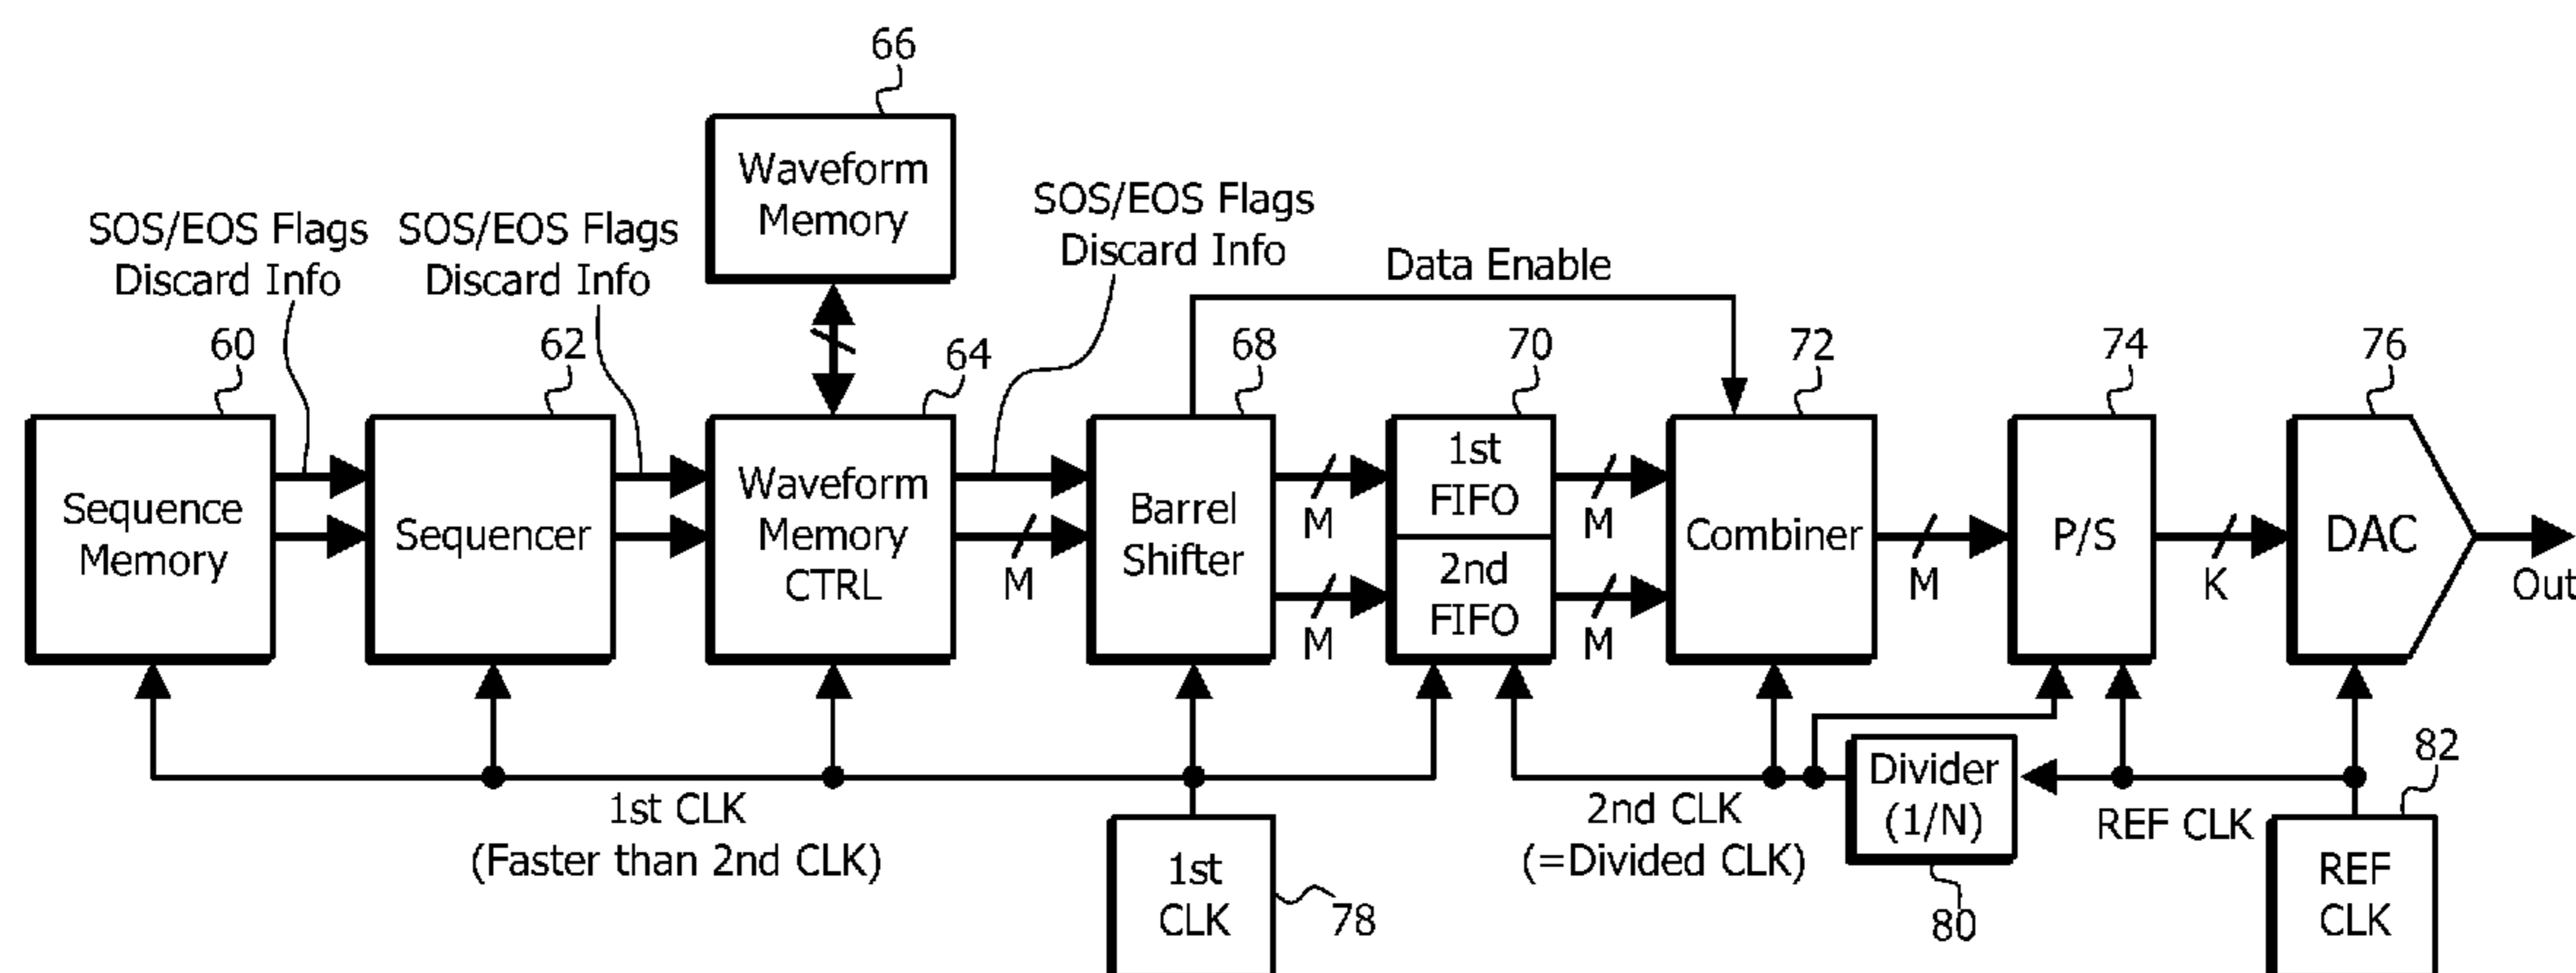 66
Waveform
Memory
SOS/EOS Flags
Discard Info
SOS/EOS Flags
Discard Info
SOS/EOS Flags
Discard Info
Data Enable
60
62
64
68
70
72
74
76
Sequence
Memory
Sequencer
Waveform
Memory
CTRL
M
Barrel
Shifter
M
M
1st
FIFO
2nd
FIFO
M
M
Combiner
M
P/S
K
DAC
Out
1st CLK
(Faster than 2nd CLK)
1st
CLK
78
2nd CLK
(=Divided CLK)
Divider
(1/N)
80
REF CLK
82
REF
CLK